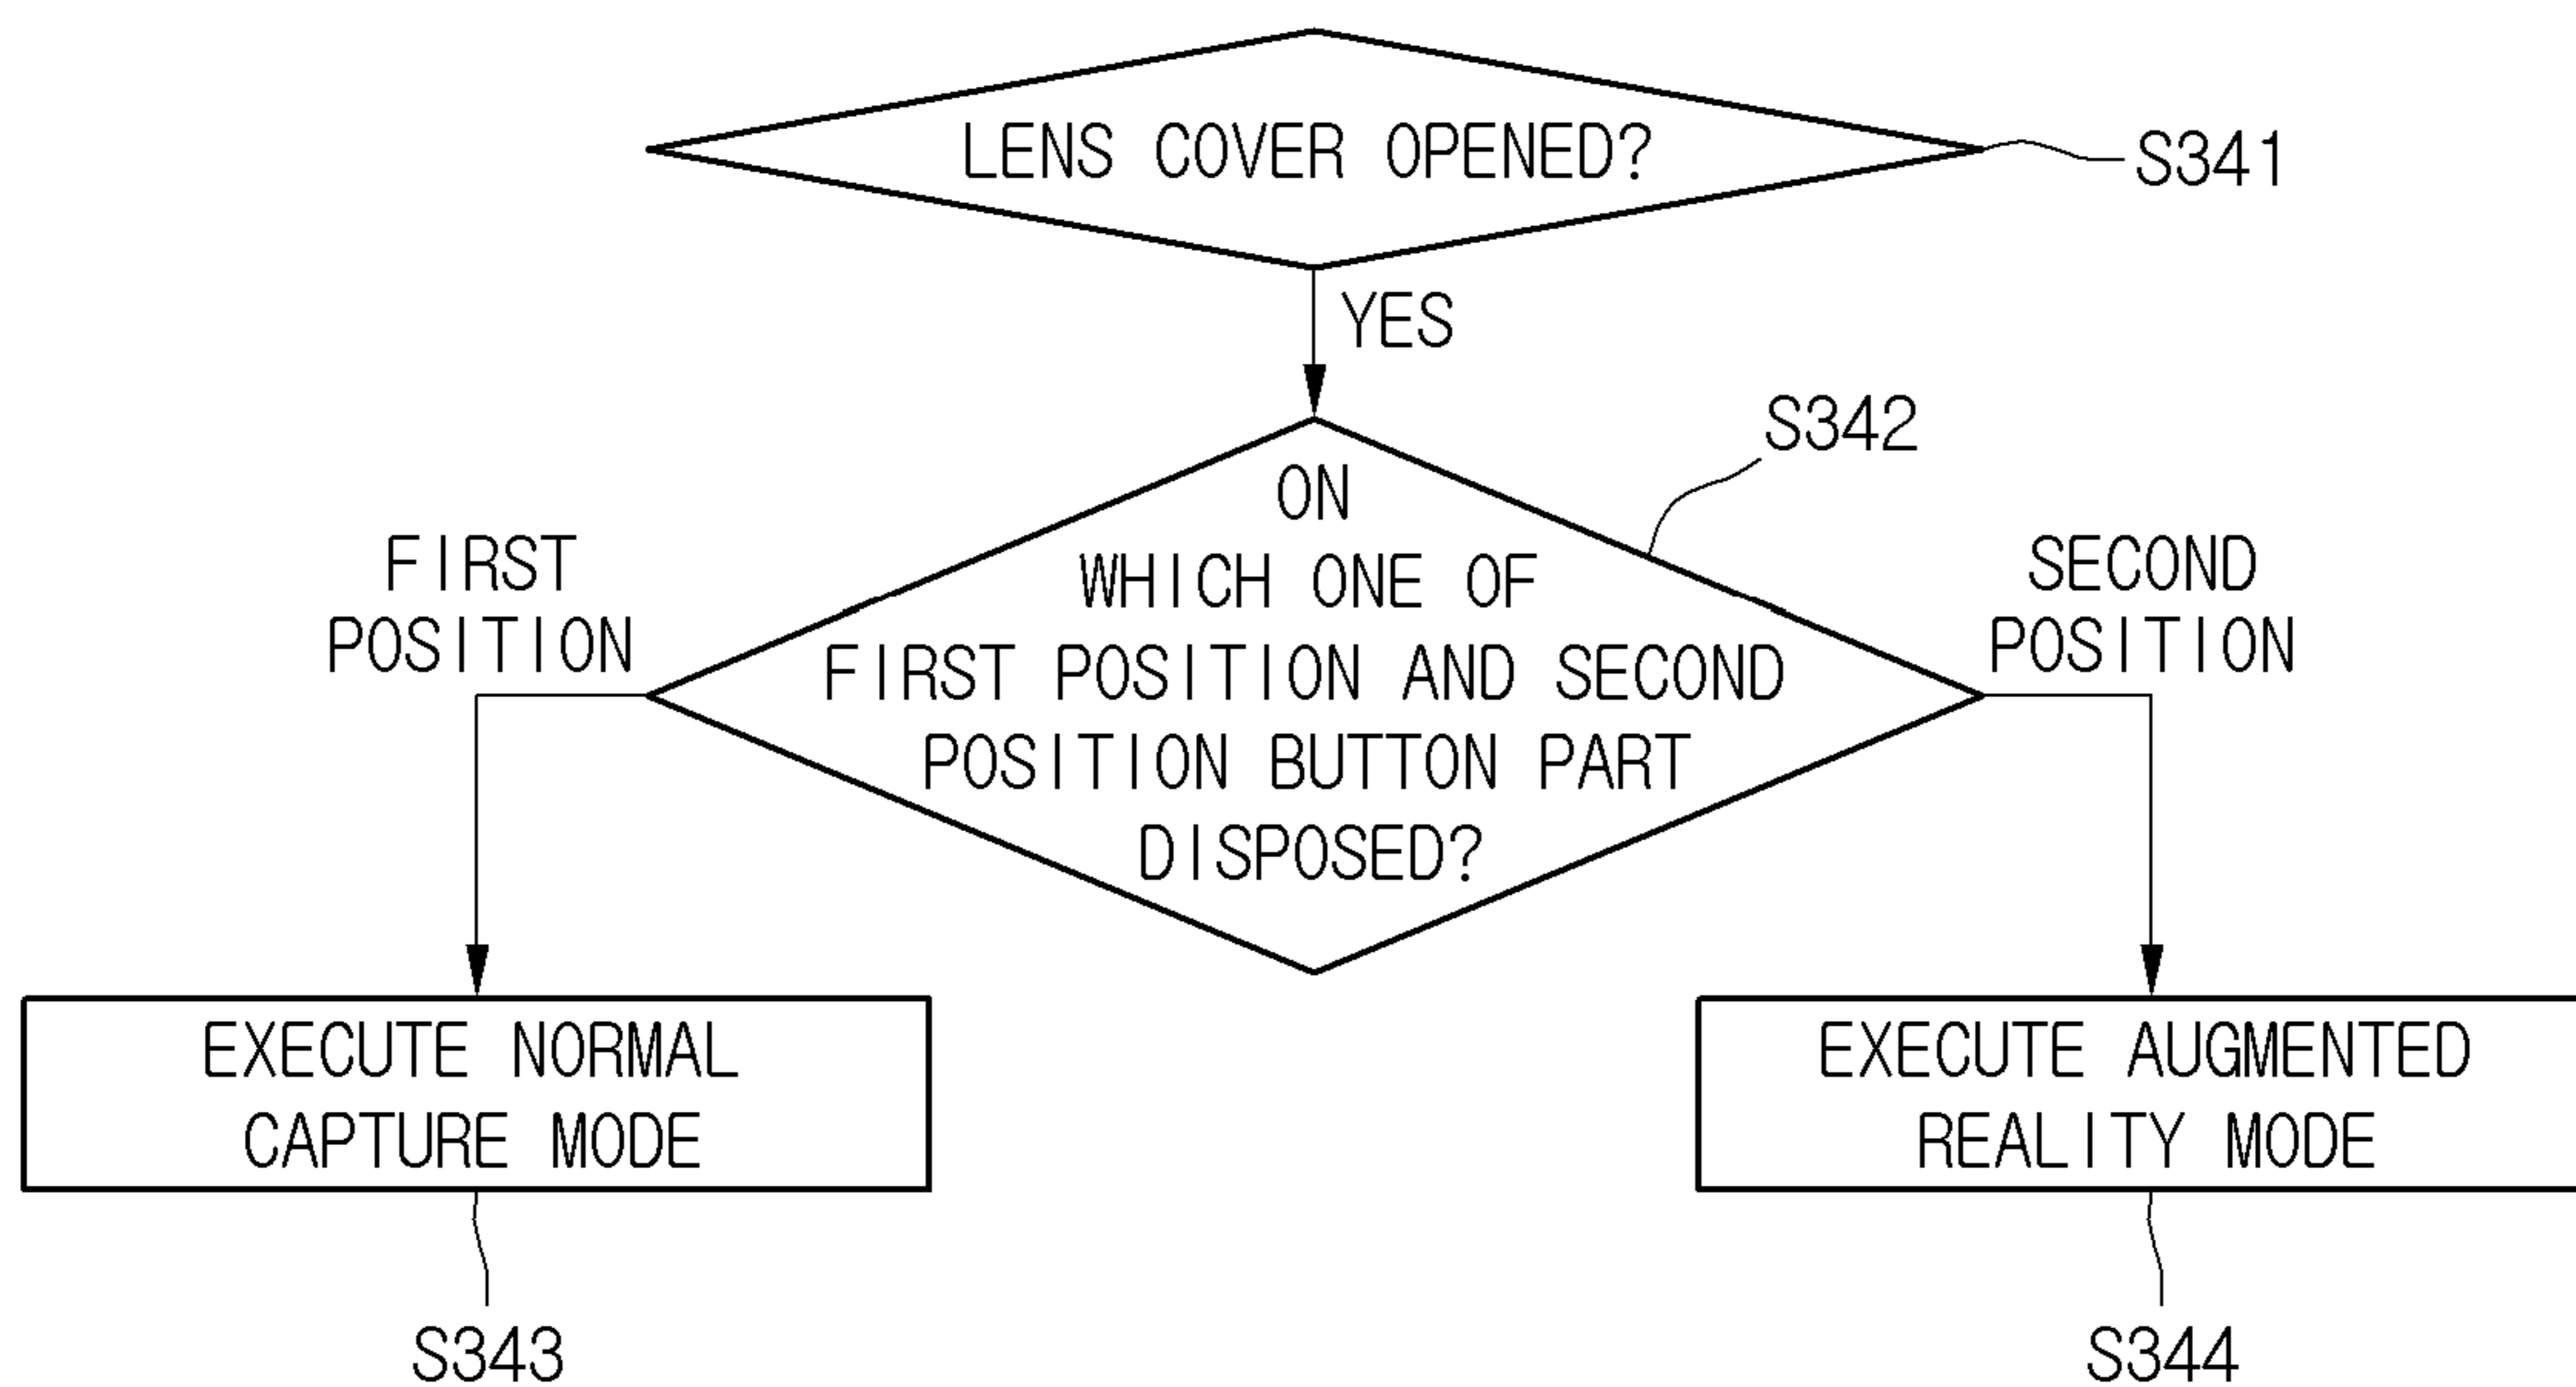 LENS COVER OPENED?
S341
YES
S342
ON
WHICH ONE OF
FIRST POSITION AND SECOND
POSITION BUTTON PART
DISPOSED?
FIRST
POSITION
SECOND
POSITION
EXECUTE NORMAL
CAPTURE MODE
EXECUTE AUGMENTED
REALITY MODE
S343
S344